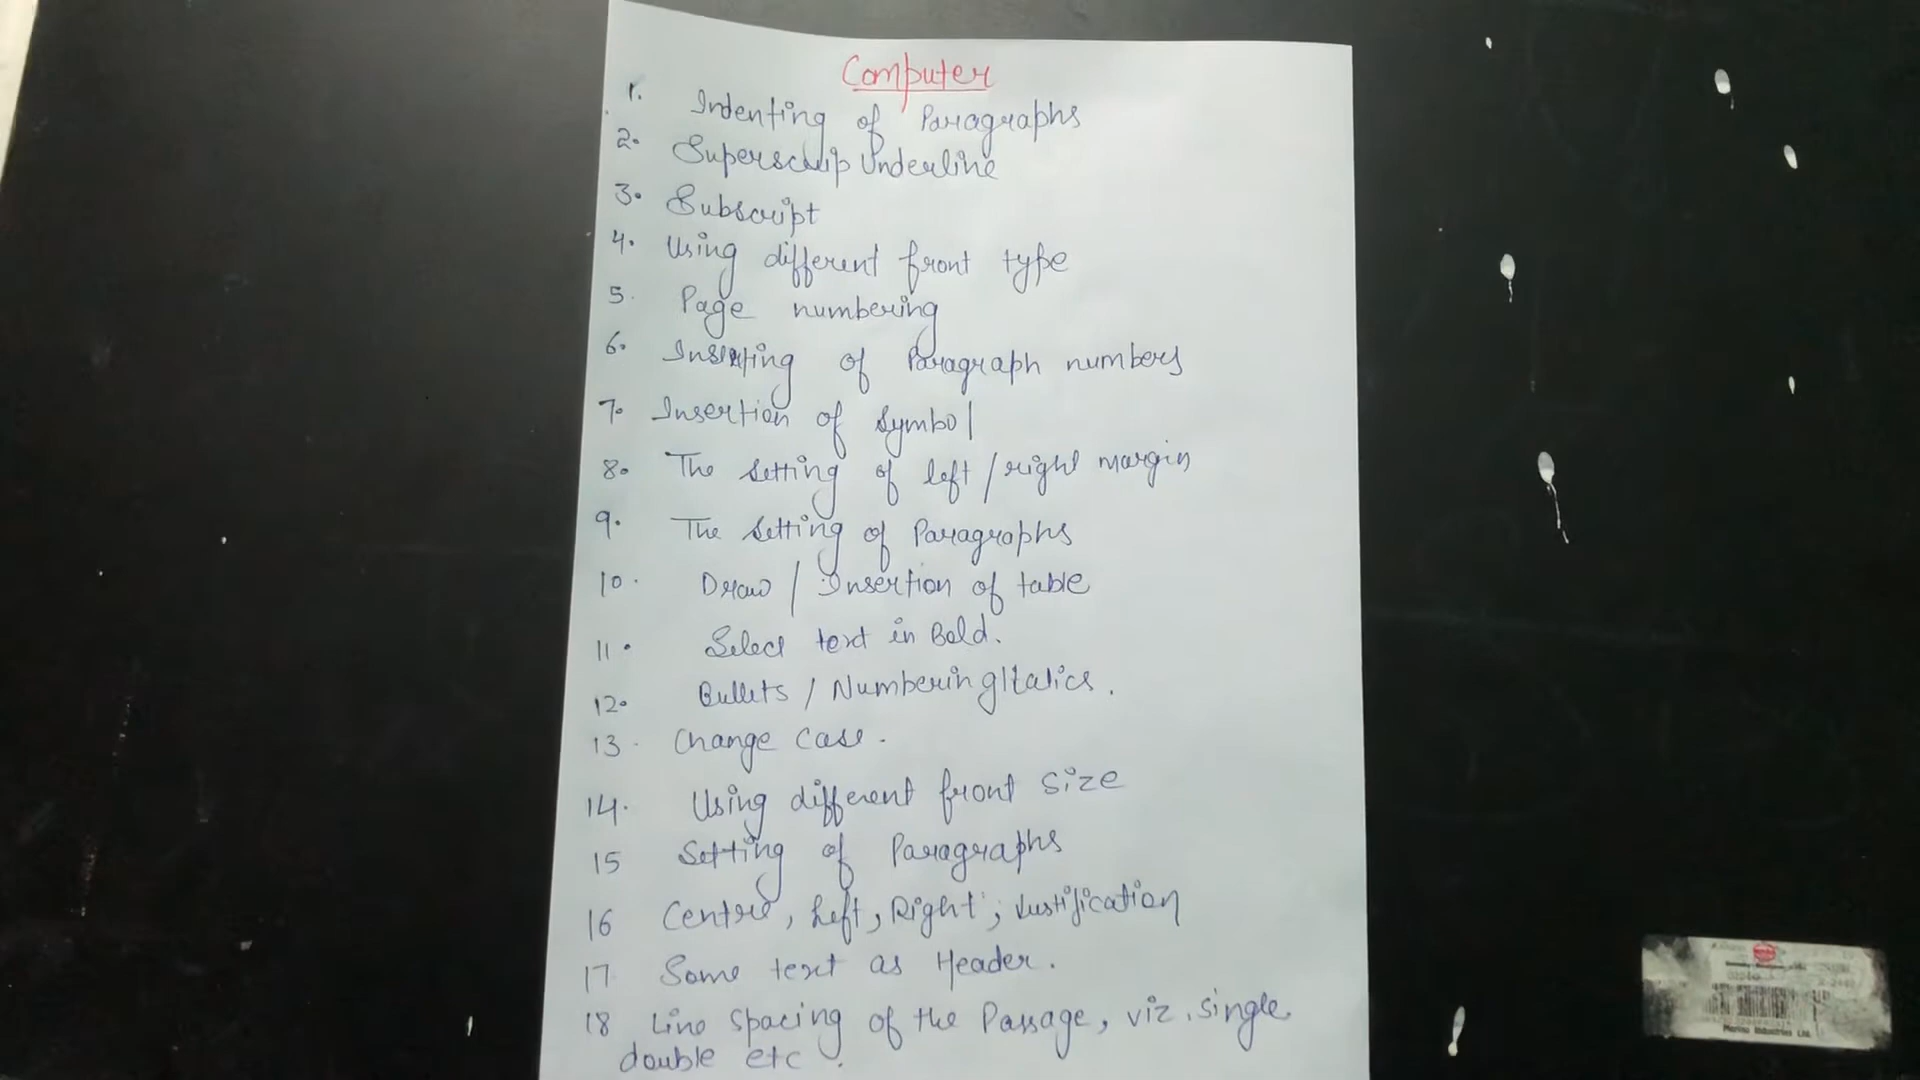 Computer
1. Indenting of Paragraphs
2. Superscrip Underline
3. Subscript
4. Using different front type
5. Page numbering
6. Inserting of Paragraph numbers
7. Insertion of symbol
8. The setting of left / right margin
9. The setting of Paragraphs
10. Draw / Insertion of table
11. Select text in Bold.
12. Bullets / Numbering Italics.
13. Change Case.
14. Using different front size
15 Setting of Paragraphs
16 Centre, Left, Right, Justification
17 Some text as Header.
18 Line spacing of the Passage, viz. single,
double etc.